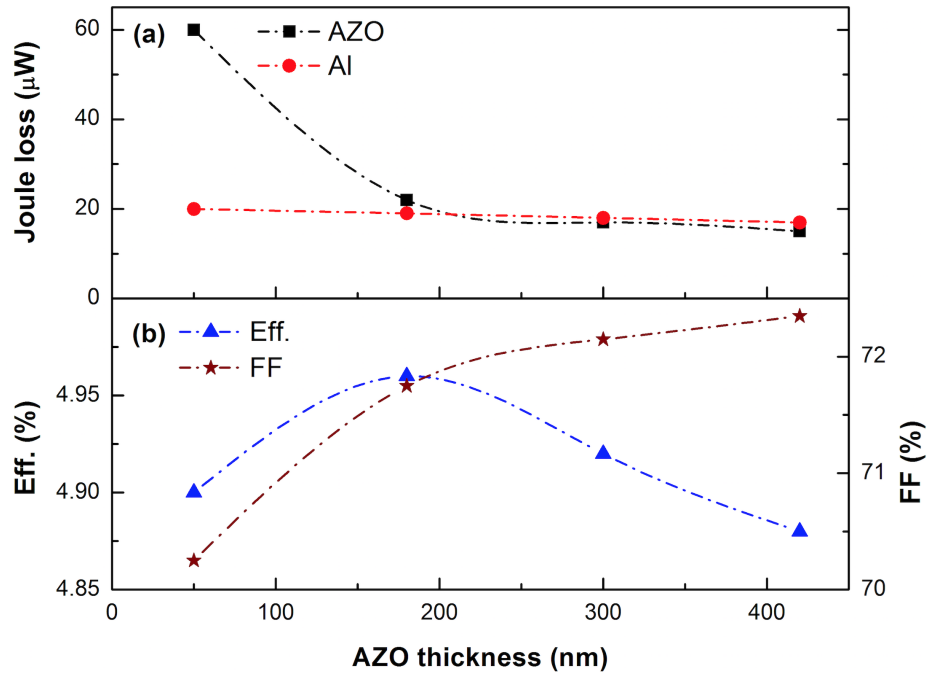 60
(a)
AZO
Al
40
20
0
Joule loss (μW)
(b)
Eff.
FF
4.95
4.90
4.85
Eff. (%)
72
71
70
FF (%)
0 100 200 300 400
AZO thickness (nm)